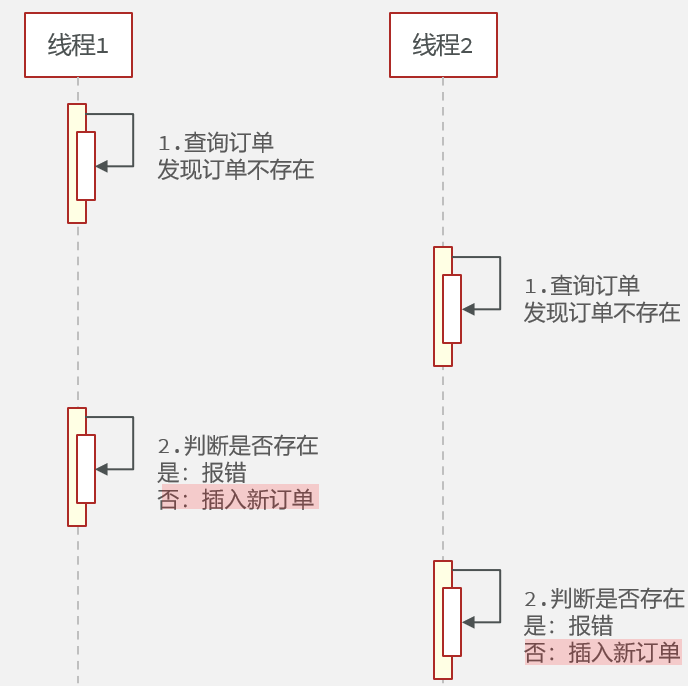 线程1
线程2
1.查询订单
发现订单不存在
1.查询订单
发现订单不存在
2.判断是否存在
是：报错
否：插入新订单
2.判断是否存在
是：报错
否：插入新订单